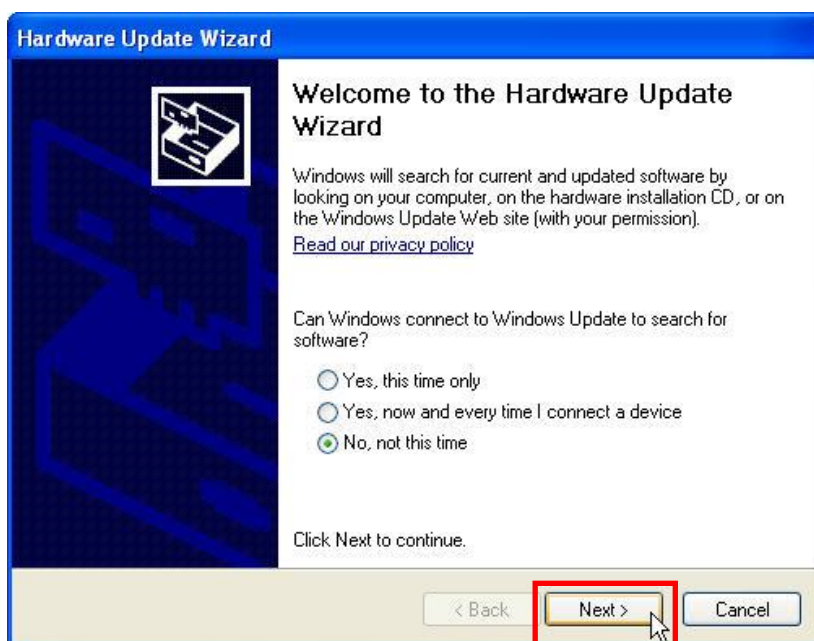 Hardware Update Wizard
Welcome to the Hardware Update
Wizard
Windows will search for current and updated software by
looking on your computer, on the hardware installation CD, or on
the Windows Update Web site (with your permission).
Read our privacy policy
Can Windows connect to Windows Update to search for
software?
Yes, this time only
Yes, now and every time I connect a device
No, not this time
Click Next to continue.
< Back Next > Cancel